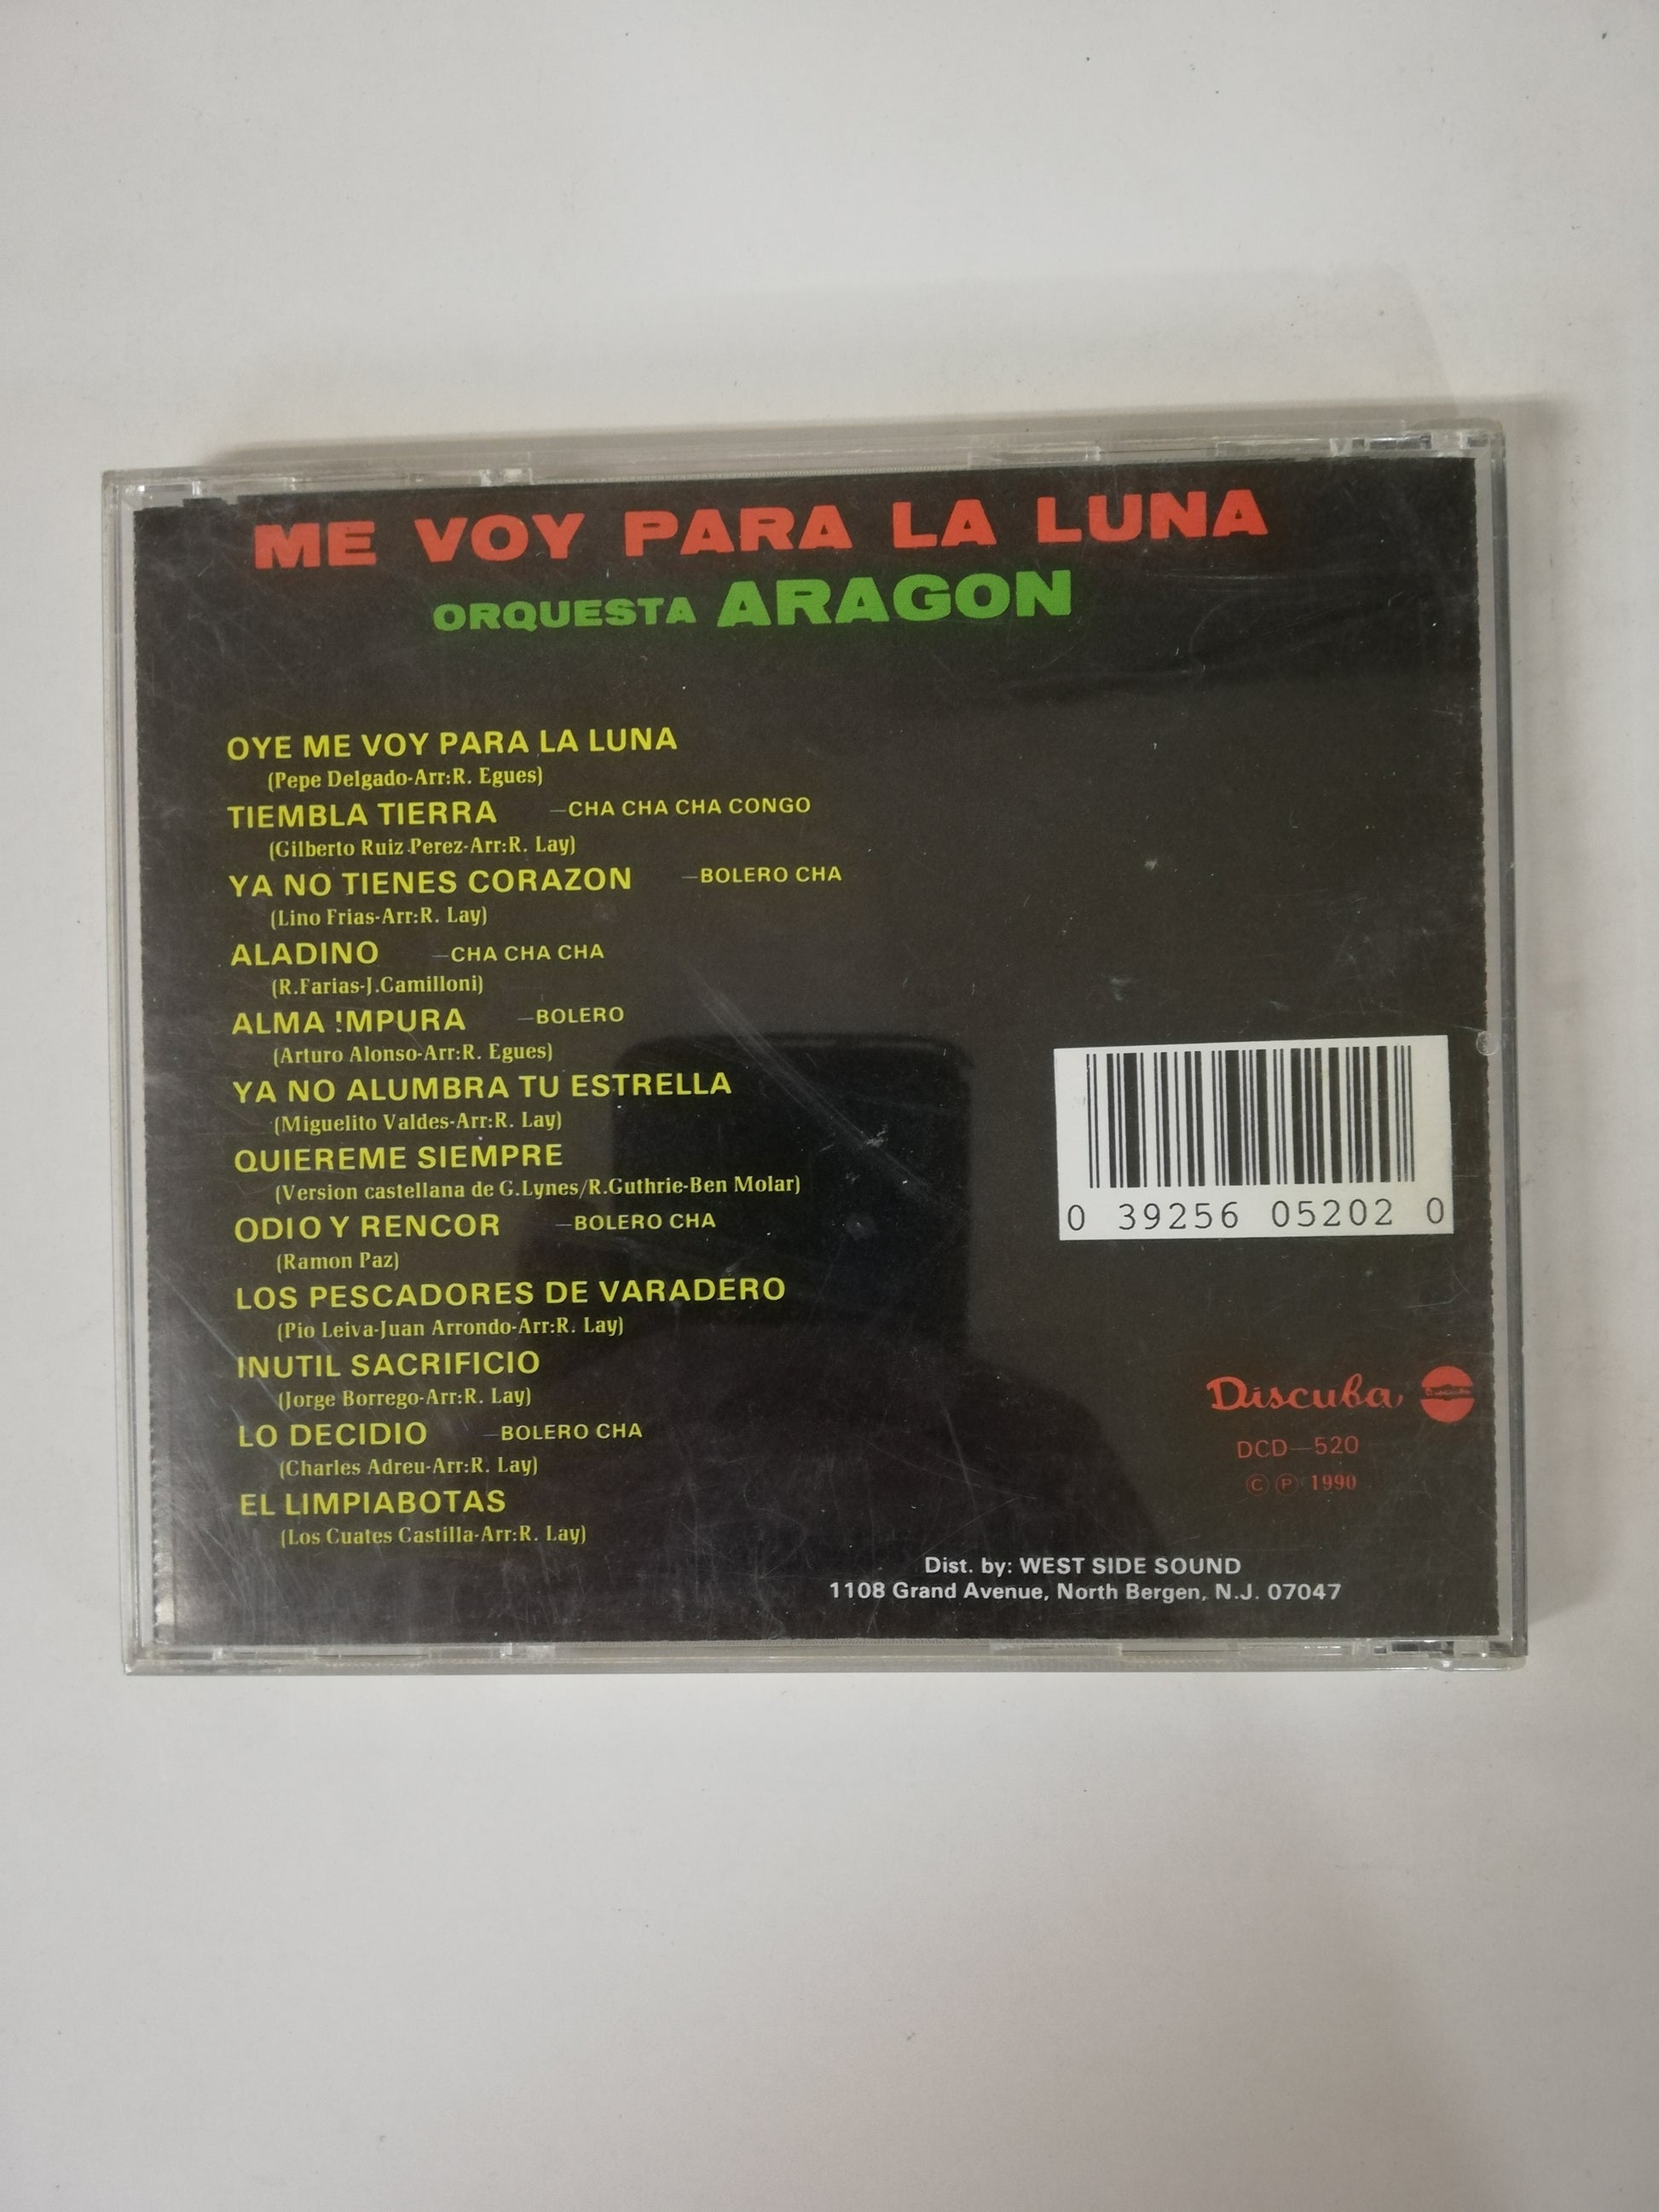 ME VOY PARA LA LUNA
ORQUESTA ARAGON
OYE ME VOY PARA LA LUNA
(Pepe Delgado-Arr:R. Egues)
TIEMBLA TIERRA —CHA CHA CHA CONGO
(Gilberto Ruiz Perez-Arr:R. Lay)
YA NO TIENES CORAZON —BOLERO CHA
(Lino Frias-Arr:R. Lay)
ALADINO —CHA CHA CHA
(R.Farias-J.Camilloni)
ALMA !MPURA —BOLERO
(Arturo Alonso-Arr:R. Egues)
YA NO ALUMBRA TU ESTRELLA
(Miguelito Valdes-Arr:R. Lay)
QUIEREME SIEMPRE
(Version castellana de G.Lynes/R.Guthrie-Ben Molar)
ODIO Y RENCOR —BOLERO CHA
(Ramon Paz)
LOS PESCADORES DE VARADERO
(Pio Leiva-Juan Arrondo-Arr:R. Lay)
INUTIL SACRIFICIO
(Jorge Borrego-Arr:R. Lay)
LO DECIDIO —BOLERO CHA
(Charles Adreu-Arr:R. Lay)
EL LIMPIABOTAS
(Los Cuates Castilla-Arr:R. Lay)
0 39256 05202 0
Discuba
DCD—520
© ℗ 1990
Dist. by: WEST SIDE SOUND
1108 Grand Avenue, North Bergen, N.J. 07047